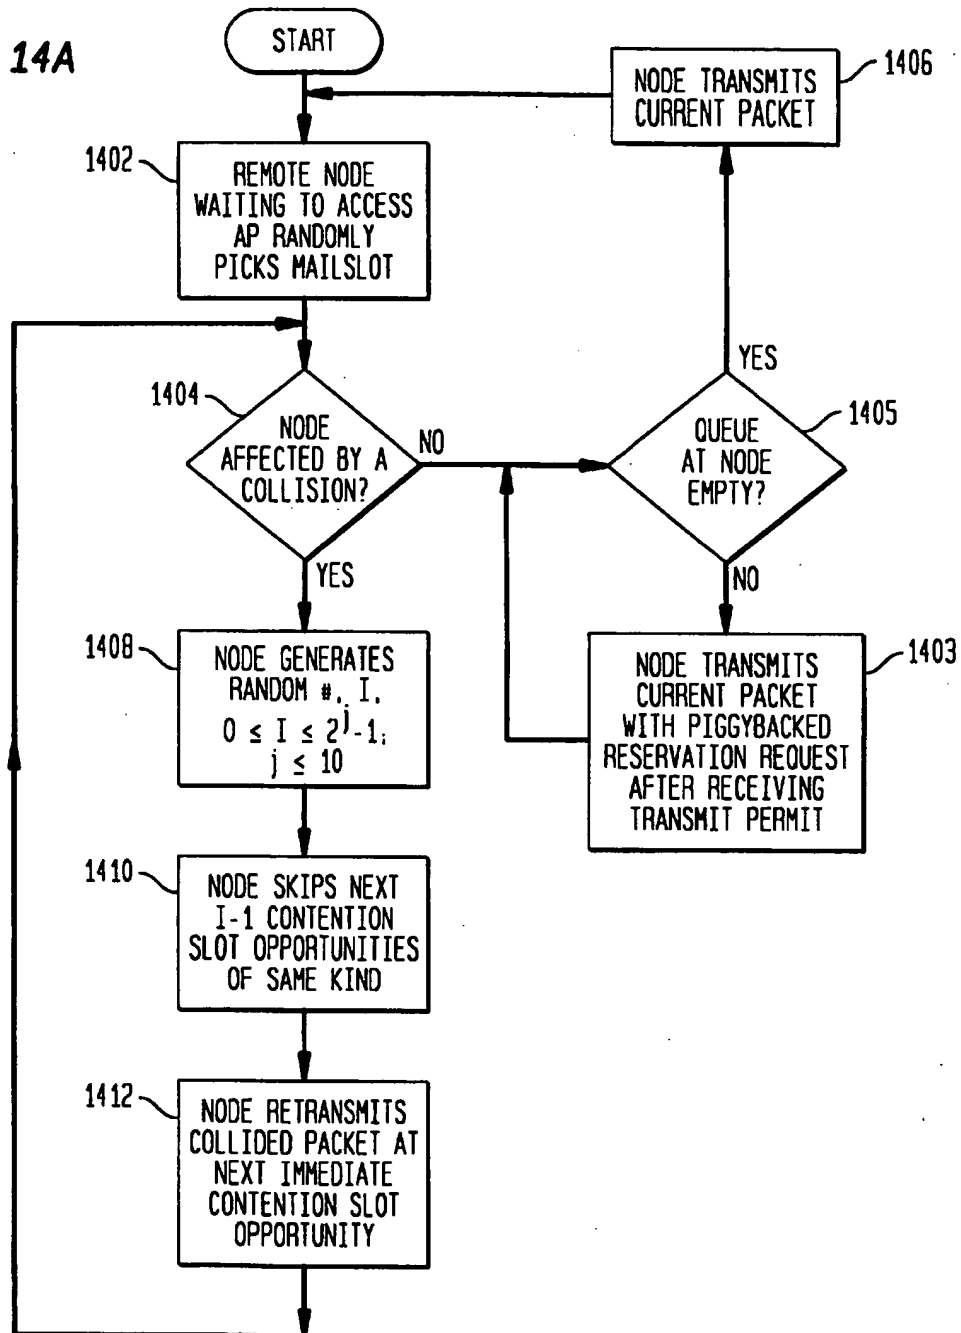 14A
START
NODE TRANSMITS
CURRENT PACKET
1406
1402
REMOTE NODE
WAITING TO ACCESS
AP RANDOMLY
PICKS MAILSLOT
1404
NODE
AFFECTED BY A
COLLISION?
NO
YES
QUEUE
AT NODE
EMPTY?
1405
YES
NO
1408
NODE GENERATES
RANDOM #, I,
0 ≤ I ≤ 2^j-1;
j ≤ 10
NODE TRANSMITS
CURRENT PACKET
WITH PIGGYBACKED
RESERVATION REQUEST
AFTER RECEIVING
TRANSMIT PERMIT
1403
1410
NODE SKIPS NEXT
I-1 CONTENTION
SLOT OPPORTUNITIES
OF SAME KIND
1412
NODE RETRANSMITS
COLLIDED PACKET AT
NEXT IMMEDIATE
CONTENTION SLOT
OPPORTUNITY